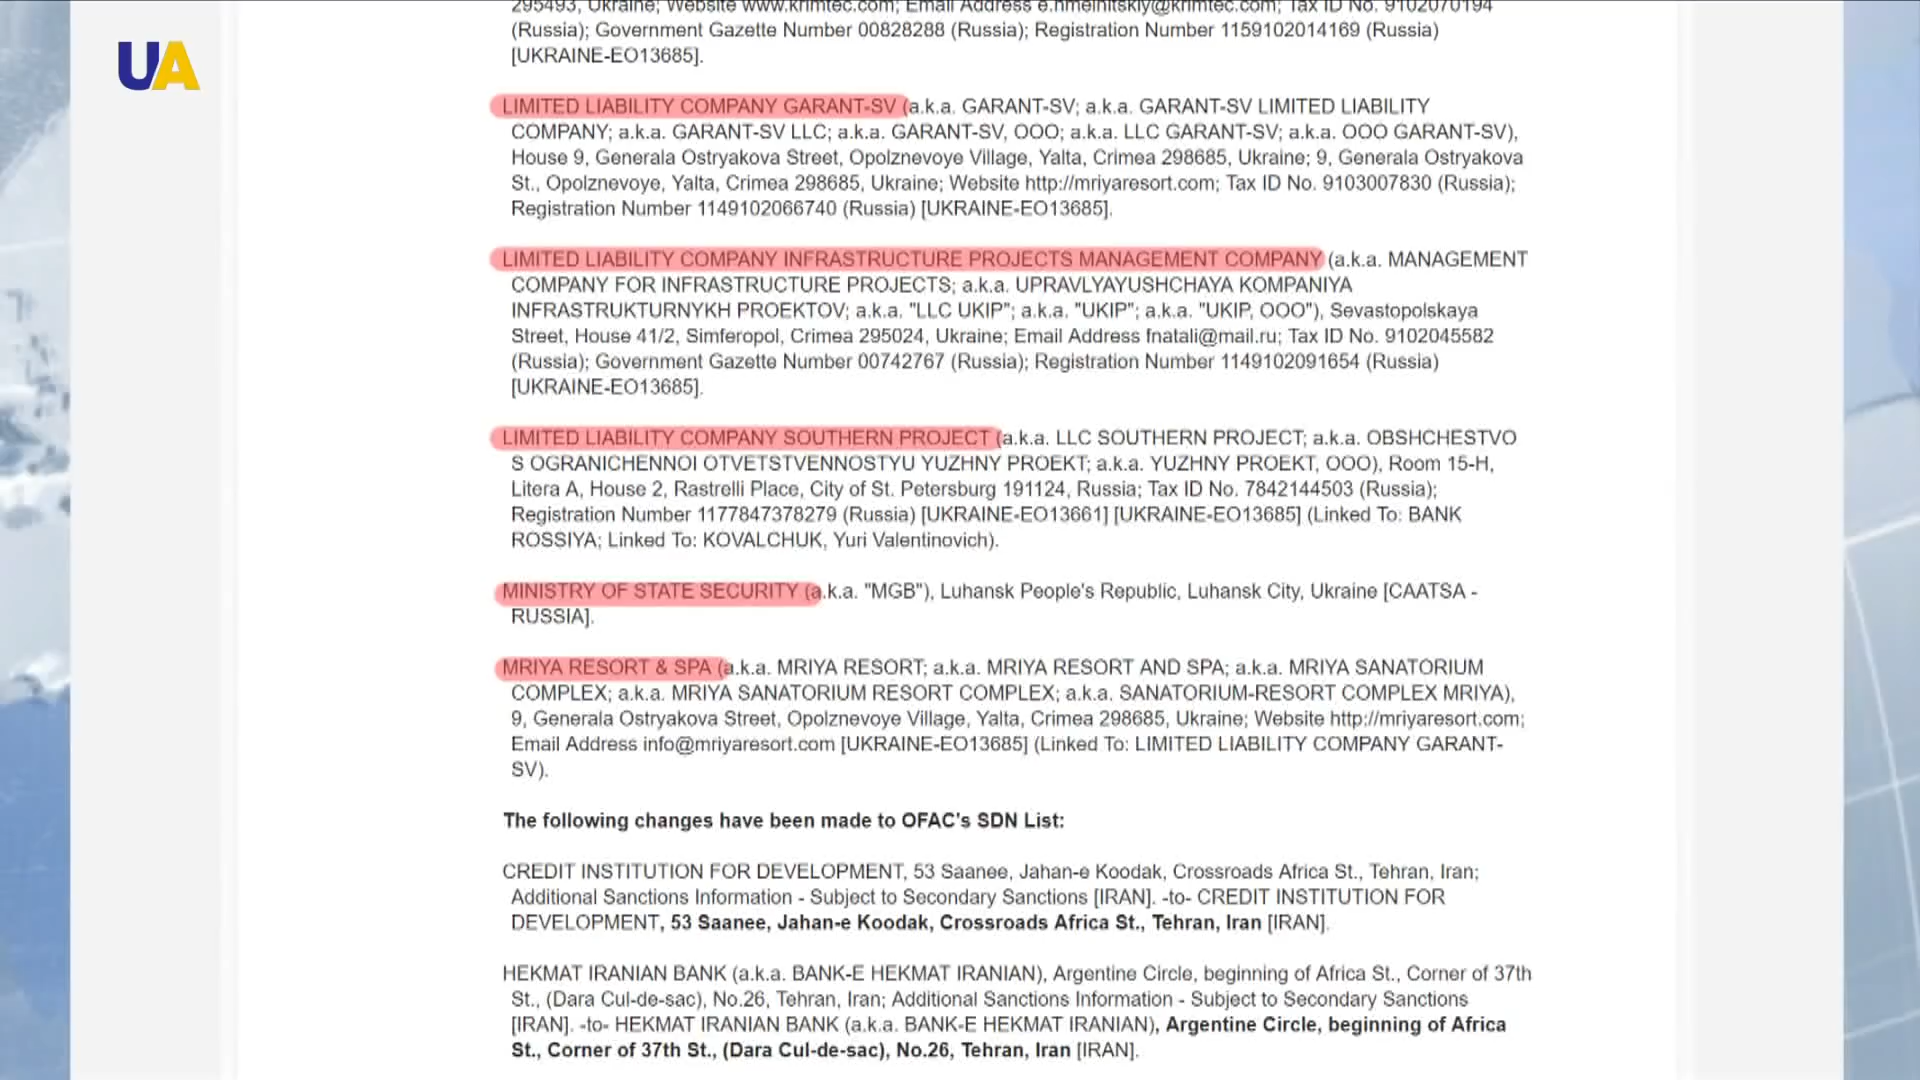 295493, Ukraine; Website www.krimtec.com; Email Address e.hmelnitskiy@krimtec.com; Tax ID No. 9102070194
(Russia); Government Gazette Number 00828288 (Russia); Registration Number 1159102014169 (Russia)
[UKRAINE-EO13685].
UA
LIMITED LIABILITY COMPANY GARANT-SV (a.k.a. GARANT-SV; a.k.a. GARANT-SV LIMITED LIABILITY
COMPANY; a.k.a. GARANT-SV LLC; a.k.a. GARANT-SV, OOO; a.k.a. LLC GARANT-SV; a.k.a. OOO GARANT-SV),
House 9, Generala Ostryakova Street, Opolznevoye Village, Yalta, Crimea 298685, Ukraine; 9, Generala Ostryakova
St., Opolznevoye, Yalta, Crimea 298685, Ukraine; Website http://mriyaresort.com; Tax ID No. 9103007830 (Russia);
Registration Number 1149102066740 (Russia) [UKRAINE-EO13685].
LIMITED LIABILITY COMPANY INFRASTRUCTURE PROJECTS MANAGEMENT COMPANY (a.k.a. MANAGEMENT
COMPANY FOR INFRASTRUCTURE PROJECTS; a.k.a. UPRAVLYAYUSHCHAYA KOMPANIYA
INFRASTRUKTURNYKH PROEKTOV; a.k.a. "LLC UKIP"; a.k.a. "UKIP"; a.k.a. "UKIP, OOO"), Sevastopolskaya
Street, House 41/2, Simferopol, Crimea 295024, Ukraine; Email Address fnatali@mail.ru; Tax ID No. 9102045582
(Russia); Government Gazette Number 00742767 (Russia); Registration Number 1149102091654 (Russia)
[UKRAINE-EO13685].
LIMITED LIABILITY COMPANY SOUTHERN PROJECT (a.k.a. LLC SOUTHERN PROJECT; a.k.a. OBSHCHESTVO
S OGRANICHENNOI OTVETSTVENNOSTYU YUZHNY PROEKT; a.k.a. YUZHNY PROEKT, OOO), Room 15-H,
Litera A, House 2, Rastrelli Place, City of St. Petersburg 191124, Russia; Tax ID No. 7842144503 (Russia);
Registration Number 1177847378279 (Russia) [UKRAINE-EO13661] [UKRAINE-EO13685] (Linked To: BANK
ROSSIYA; Linked To: KOVALCHUK, Yuri Valentinovich).
MINISTRY OF STATE SECURITY (a.k.a. "MGB"), Luhansk People's Republic, Luhansk City, Ukraine [CAATSA -
RUSSIA].
MRIYA RESORT & SPA (a.k.a. MRIYA RESORT; a.k.a. MRIYA RESORT AND SPA; a.k.a. MRIYA SANATORIUM
COMPLEX; a.k.a. MRIYA SANATORIUM RESORT COMPLEX; a.k.a. SANATORIUM-RESORT COMPLEX MRIYA),
9, Generala Ostryakova Street, Opolznevoye Village, Yalta, Crimea 298685, Ukraine; Website http://mriyaresort.com;
Email Address info@mriyaresort.com [UKRAINE-EO13685] (Linked To: LIMITED LIABILITY COMPANY GARANT-
SV).
The following changes have been made to OFAC's SDN List:
CREDIT INSTITUTION FOR DEVELOPMENT, 53 Saanee, Jahan-e Koodak, Crossroads Africa St., Tehran, Iran;
Additional Sanctions Information - Subject to Secondary Sanctions [IRAN]. -to- CREDIT INSTITUTION FOR
DEVELOPMENT, 53 Saanee, Jahan-e Koodak, Crossroads Africa St., Tehran, Iran [IRAN].
HEKMAT IRANIAN BANK (a.k.a. BANK-E HEKMAT IRANIAN), Argentine Circle, beginning of Africa St., Corner of 37th
St., (Dara Cul-de-sac), No.26, Tehran, Iran; Additional Sanctions Information - Subject to Secondary Sanctions
[IRAN]. -to- HEKMAT IRANIAN BANK (a.k.a. BANK-E HEKMAT IRANIAN), Argentine Circle, beginning of Africa
St., Corner of 37th St., (Dara Cul-de-sac), No.26, Tehran, Iran [IRAN].